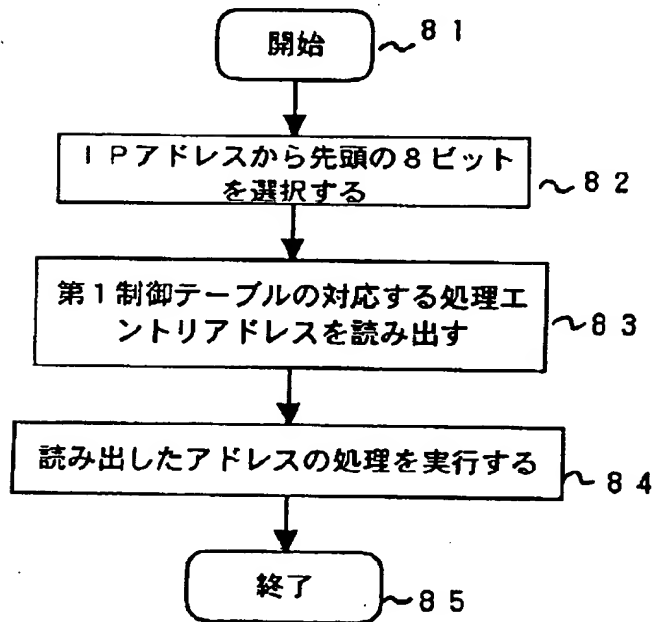 開始
81
IPアドレスから先頭の8ビット
を選択する
82
第1制御テーブルの対応する処理エ
ントリアドレスを読み出す
83
読み出したアドレスの処理を実行する
84
終了
85